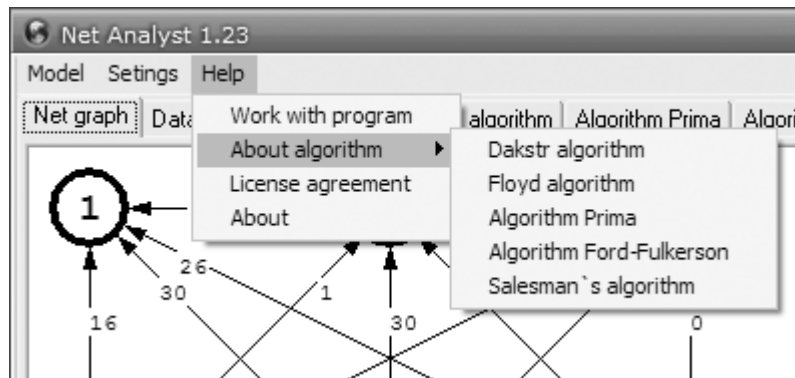 Net Analyst 1.23
Model Setings Help
Net graph Data algorithm Algorithm Prima Algori
Work with program
About algorithm
License agreement
About
Dakstr algorithm
Floyd algorithm
Algorithm Prima
Algorithm Ford-Fulkerson
Salesman`s algorithm
1
26
30
1
16
30
0